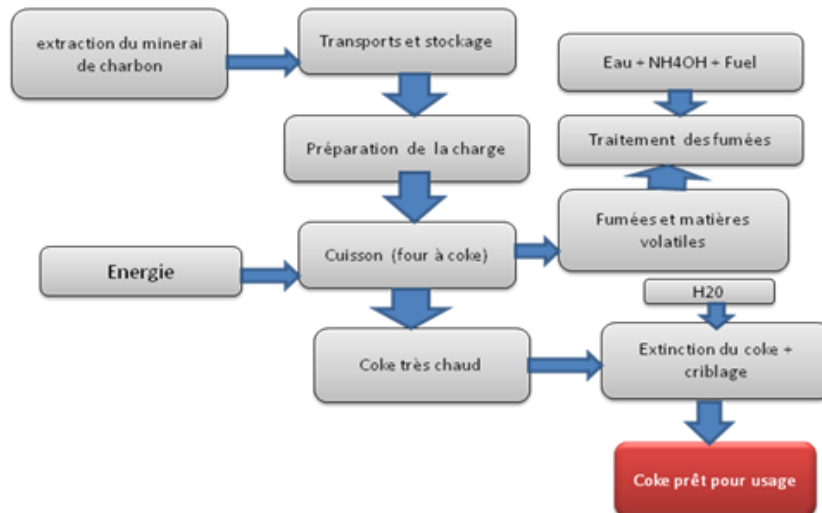 extraction du minerai
de charbon
Transports et stockage
Eau + NH4OH + Fuel
Préparation de la charge
Traitement des fumées
Cuisson (four à coke)
Fumées et matières
volatiles
Energie
H20
Coke très chaud
Extinction du coke +
criblage
Coke prêt pour usage